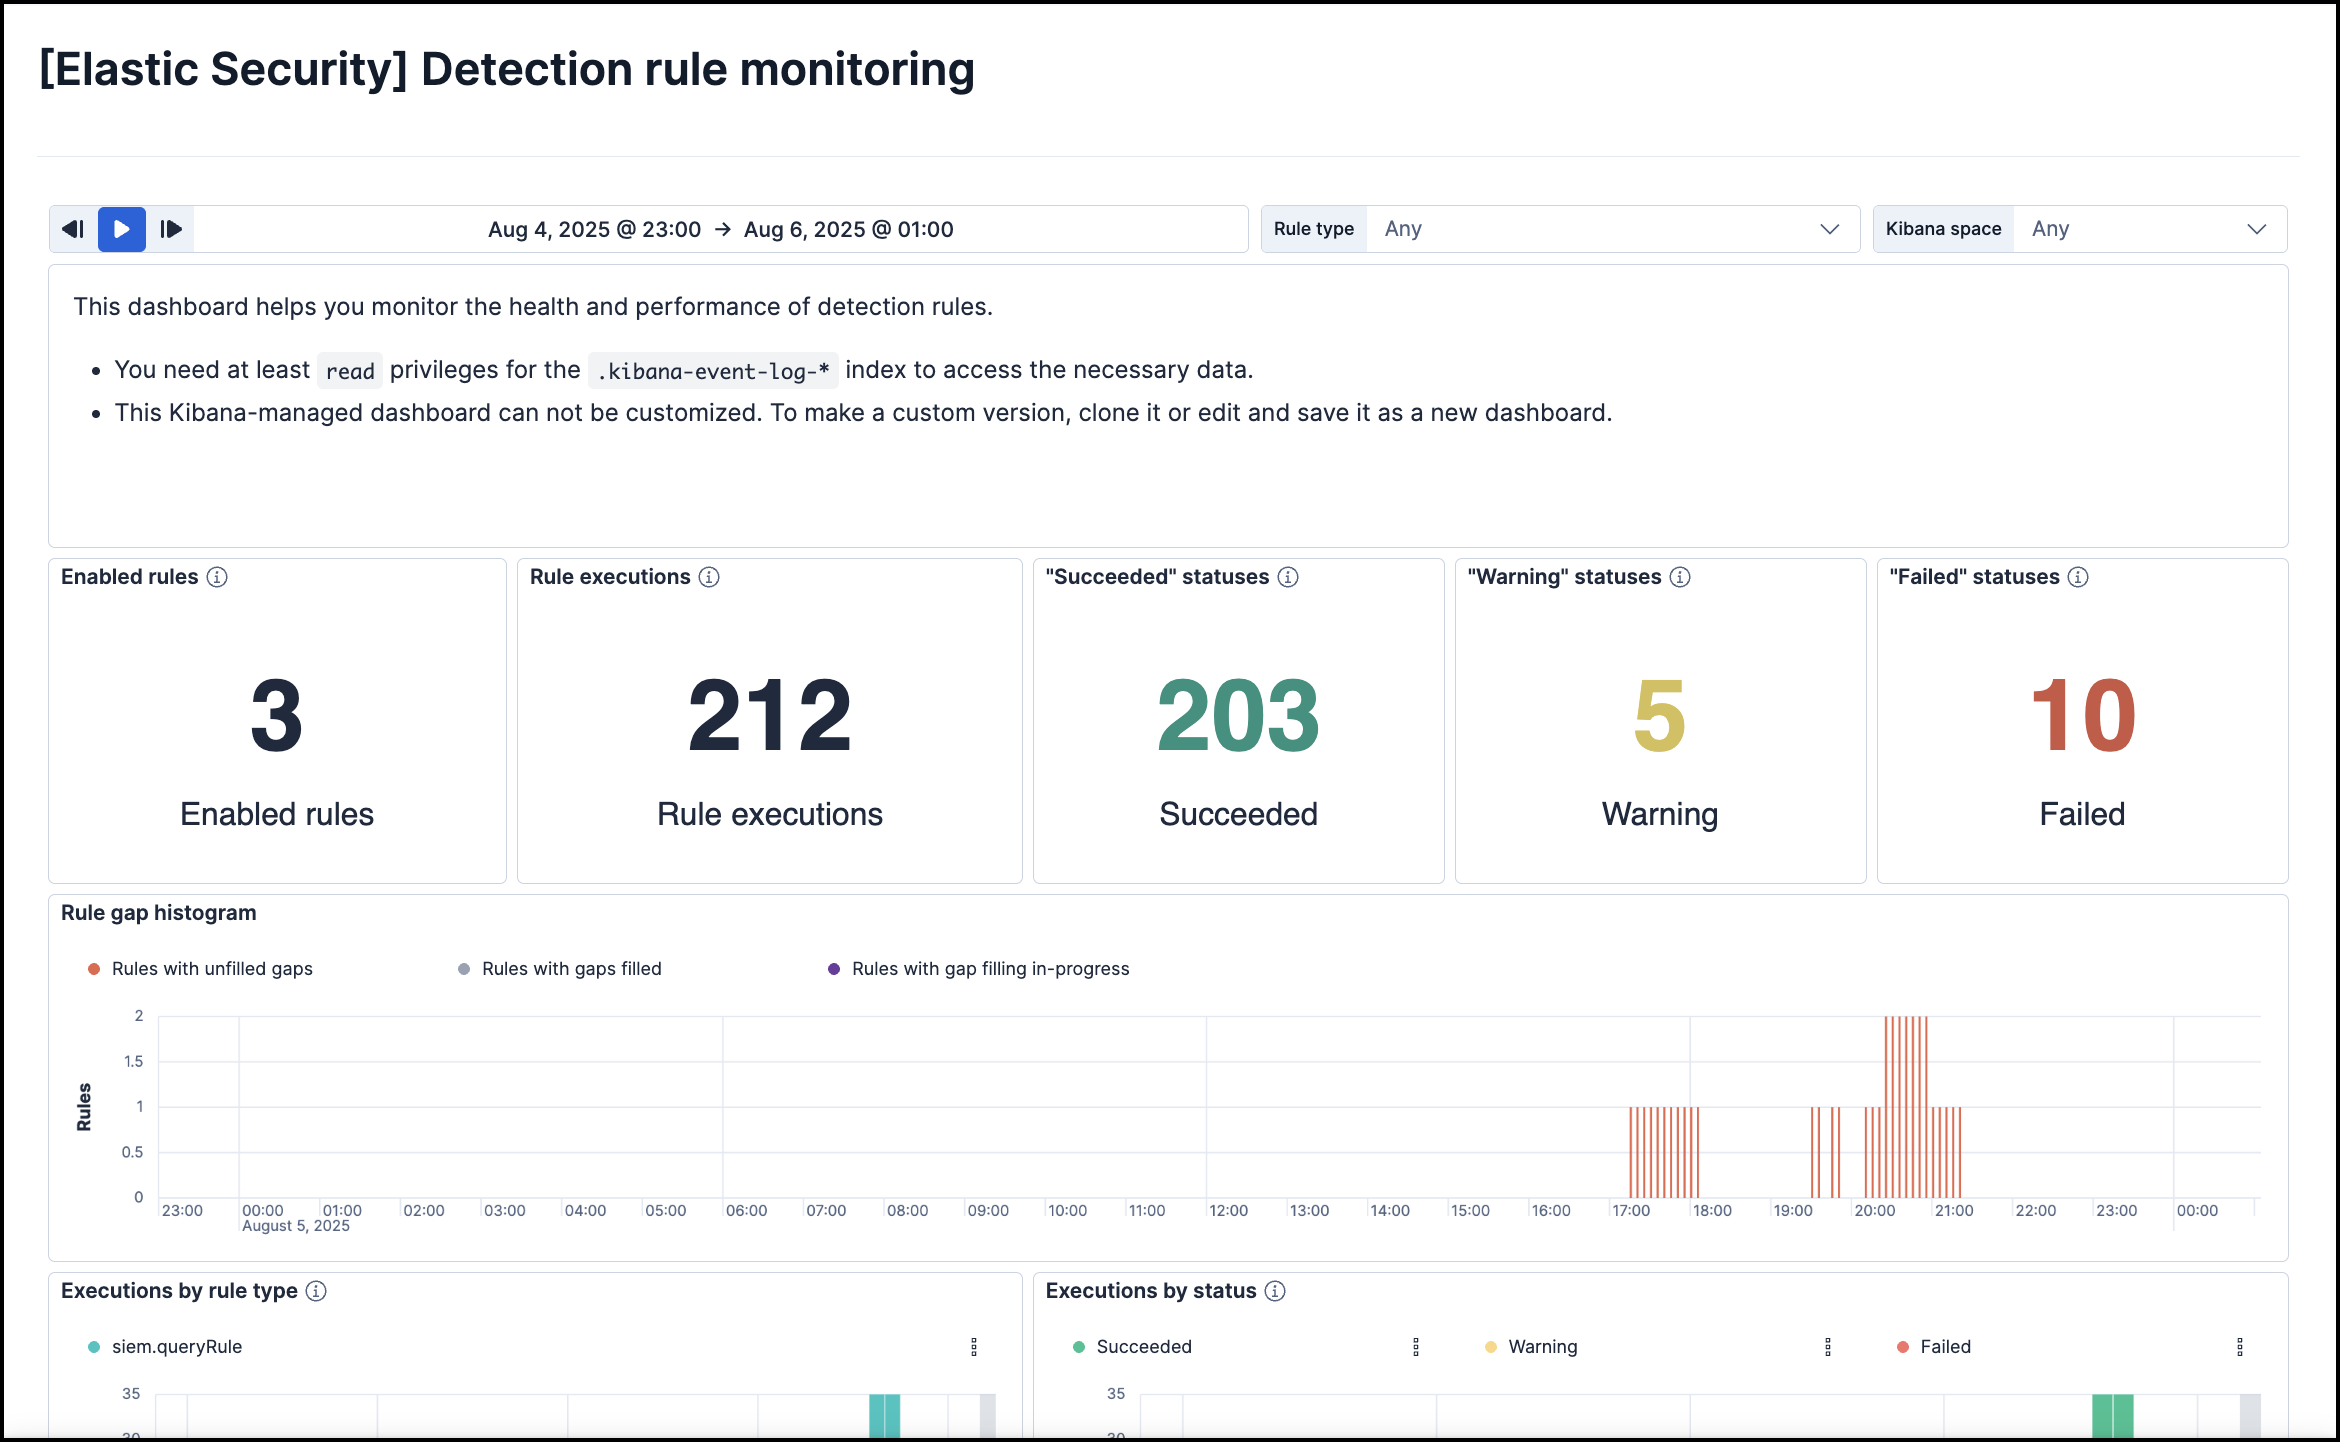 [Elastic Security] Detection rule monitoring
Aug 4, 2025 @ 23:00 → Aug 6, 2025 @ 01:00
Rule type Any
Kibana space Any
This dashboard helps you monitor the health and performance of detection rules.
• You need at least read privileges for the .kibana-event-log-* index to access the necessary data.
• This Kibana-managed dashboard can not be customized. To make a custom version, clone it or edit and save it as a new dashboard.
Enabled rules
3
Enabled rules
Rule executions
212
Rule executions
"Succeeded" statuses
203
Succeeded
"Warning" statuses
5
Warning
"Failed" statuses
10
Failed
Rule gap histogram
Rules with unfilled gaps Rules with gaps filled Rules with gap filling in-progress
Rules
2
1.5
1
0.5
0
23:00 00:00 01:00 02:00 03:00 04:00 05:00 06:00 07:00 08:00 09:00 10:00 11:00 12:00 13:00 14:00 15:00 16:00 17:00 18:00 19:00 20:00 21:00 22:00 23:00 00:00
August 5, 2025
Executions by rule type
siem.queryRule
35
30
Executions by status
Succeeded Warning Failed
35
30